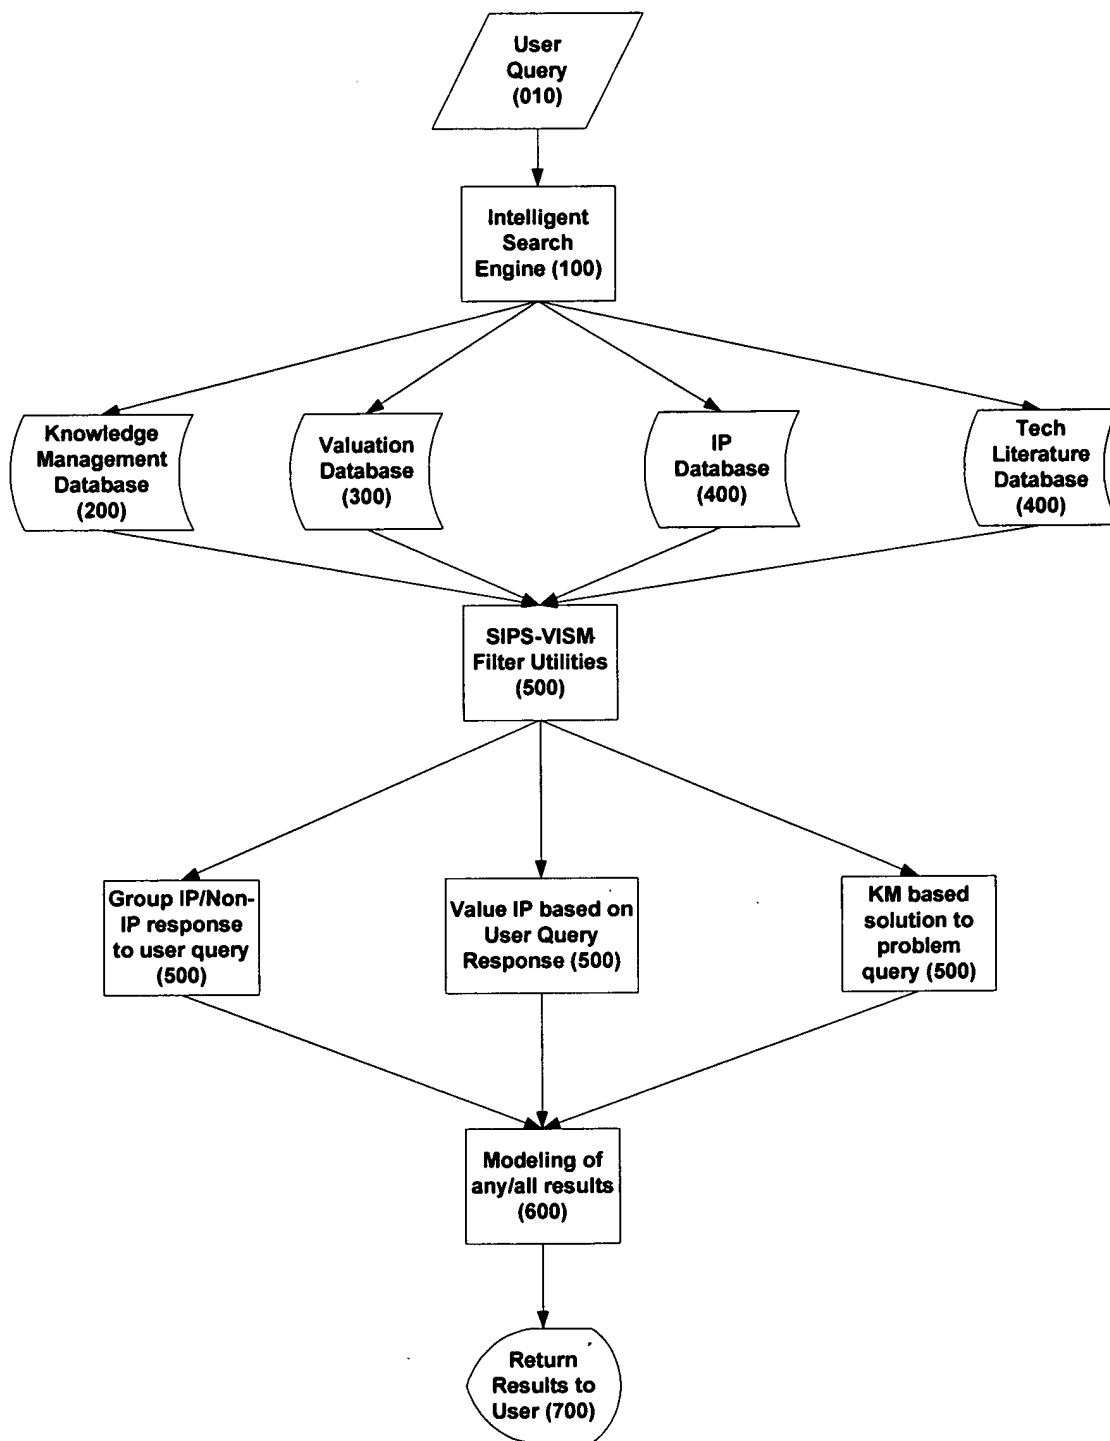 User
Query
(010)
Intelligent
Search
Engine (100)
Knowledge
Management
Database
(200)
Valuation
Database
(300)
IP
Database
(400)
Tech
Literature
Database
(400)
SIPS-VISM
Filter Utilities
(500)
Group IP/Non-
IP response
to user query
(500)
Value IP based on
User Query
Response (500)
KM based
solution to
problem
query (500)
Modeling of
any/all results
(600)
Return
Results to
User (700)